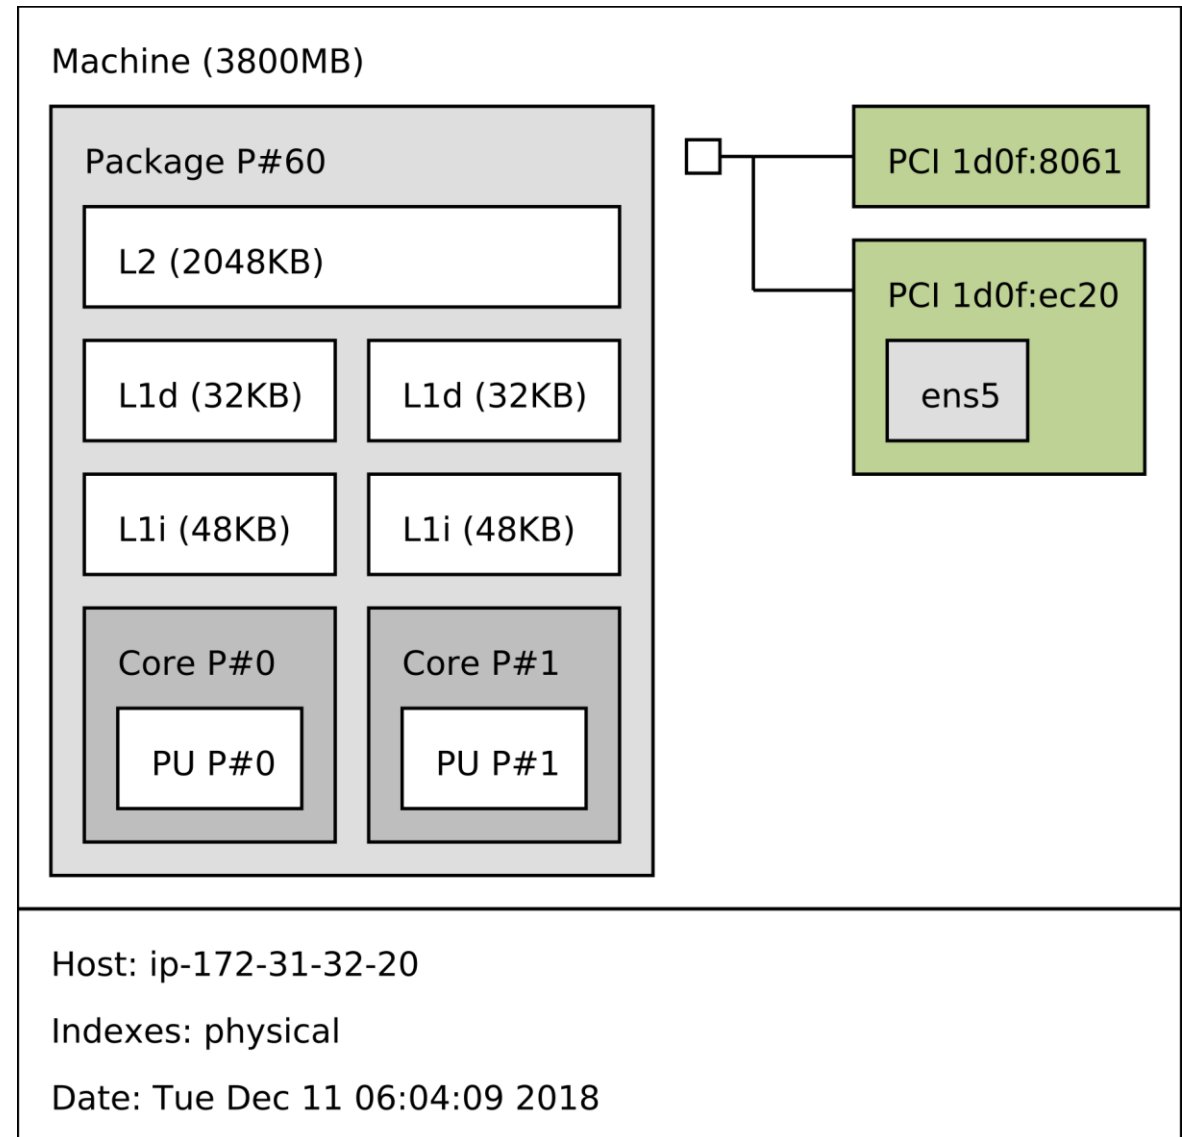 Machine (3800MB)
Package P#60
L2 (2048KB)
L1d (32KB)
L1d (32KB)
L1i (48KB)
L1i (48KB)
Core P#0
Core P#1
PU P#0
PU P#1
PCI 1d0f:8061
PCI 1d0f:ec20
ens5
Host: ip-172-31-32-20
Indexes: physical
Date: Tue Dec 11 06:04:09 2018